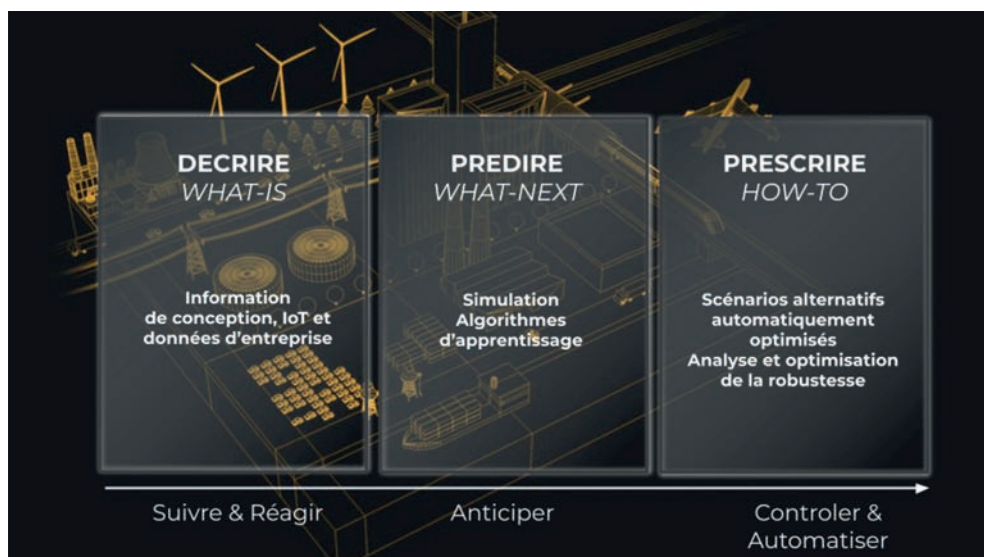 DECRIRE
WHAT-IS
Information
de conception, IoT et
données d'entreprise
PREDIRE
WHAT-NEXT
Simulation
Algorithmes
d'apprentissage
PRESCRIRE
HOW-TO
Scénarios alternatifs
automatiquement
optimisés
Analyse et optimisation
de la robustesse
Suivre & Réagir
Anticiper
Controler &
Automatiser